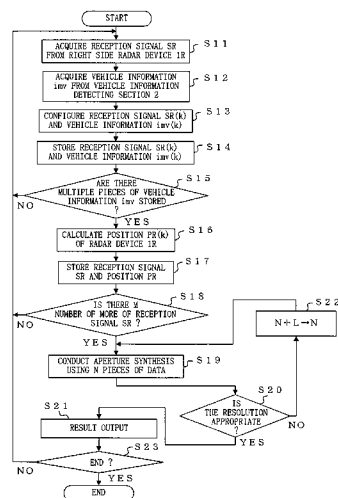 START
ACQUIRE RECEPTION SIGNAL SR
FROM RIGHT SIDE RADAR DEVICE 1R
S11
ACQUIRE VEHICLE INFORMATION
imv FROM VEHICLE INFORMATION
DETECTING SECTION 2
S12
CONFIGURE RECEPTION SIGNAL SR(k)
AND VEHICLE INFORMATION imv(k)
S13
STORE RECEPTION SIGNAL SR(k)
AND VEHICLE INFORMATION imv(k)
S14
ARE THERE
MULTIPLE PIECES OF VEHICLE
INFORMATION imv STORED
?
S15
NO
YES
CALCULATE POSITION PR(k)
OF RADAR DEVICE 1R
S16
STORE RECEPTION SIGNAL
SR AND POSITION PR
S17
IS THERE M
NUMBER OF MORE OF RECEPTION
SIGNAL SR ?
S18
NO
YES
S22
N+L→N
CONDUCT APERTURE SYNTHESIS
USING N PIECES OF DATA
S19
IS
THE RESOLUTION
APPROPRIATE
?
S20
NO
YES
S21
RESULT OUTPUT
END ?
S23
NO
YES
END